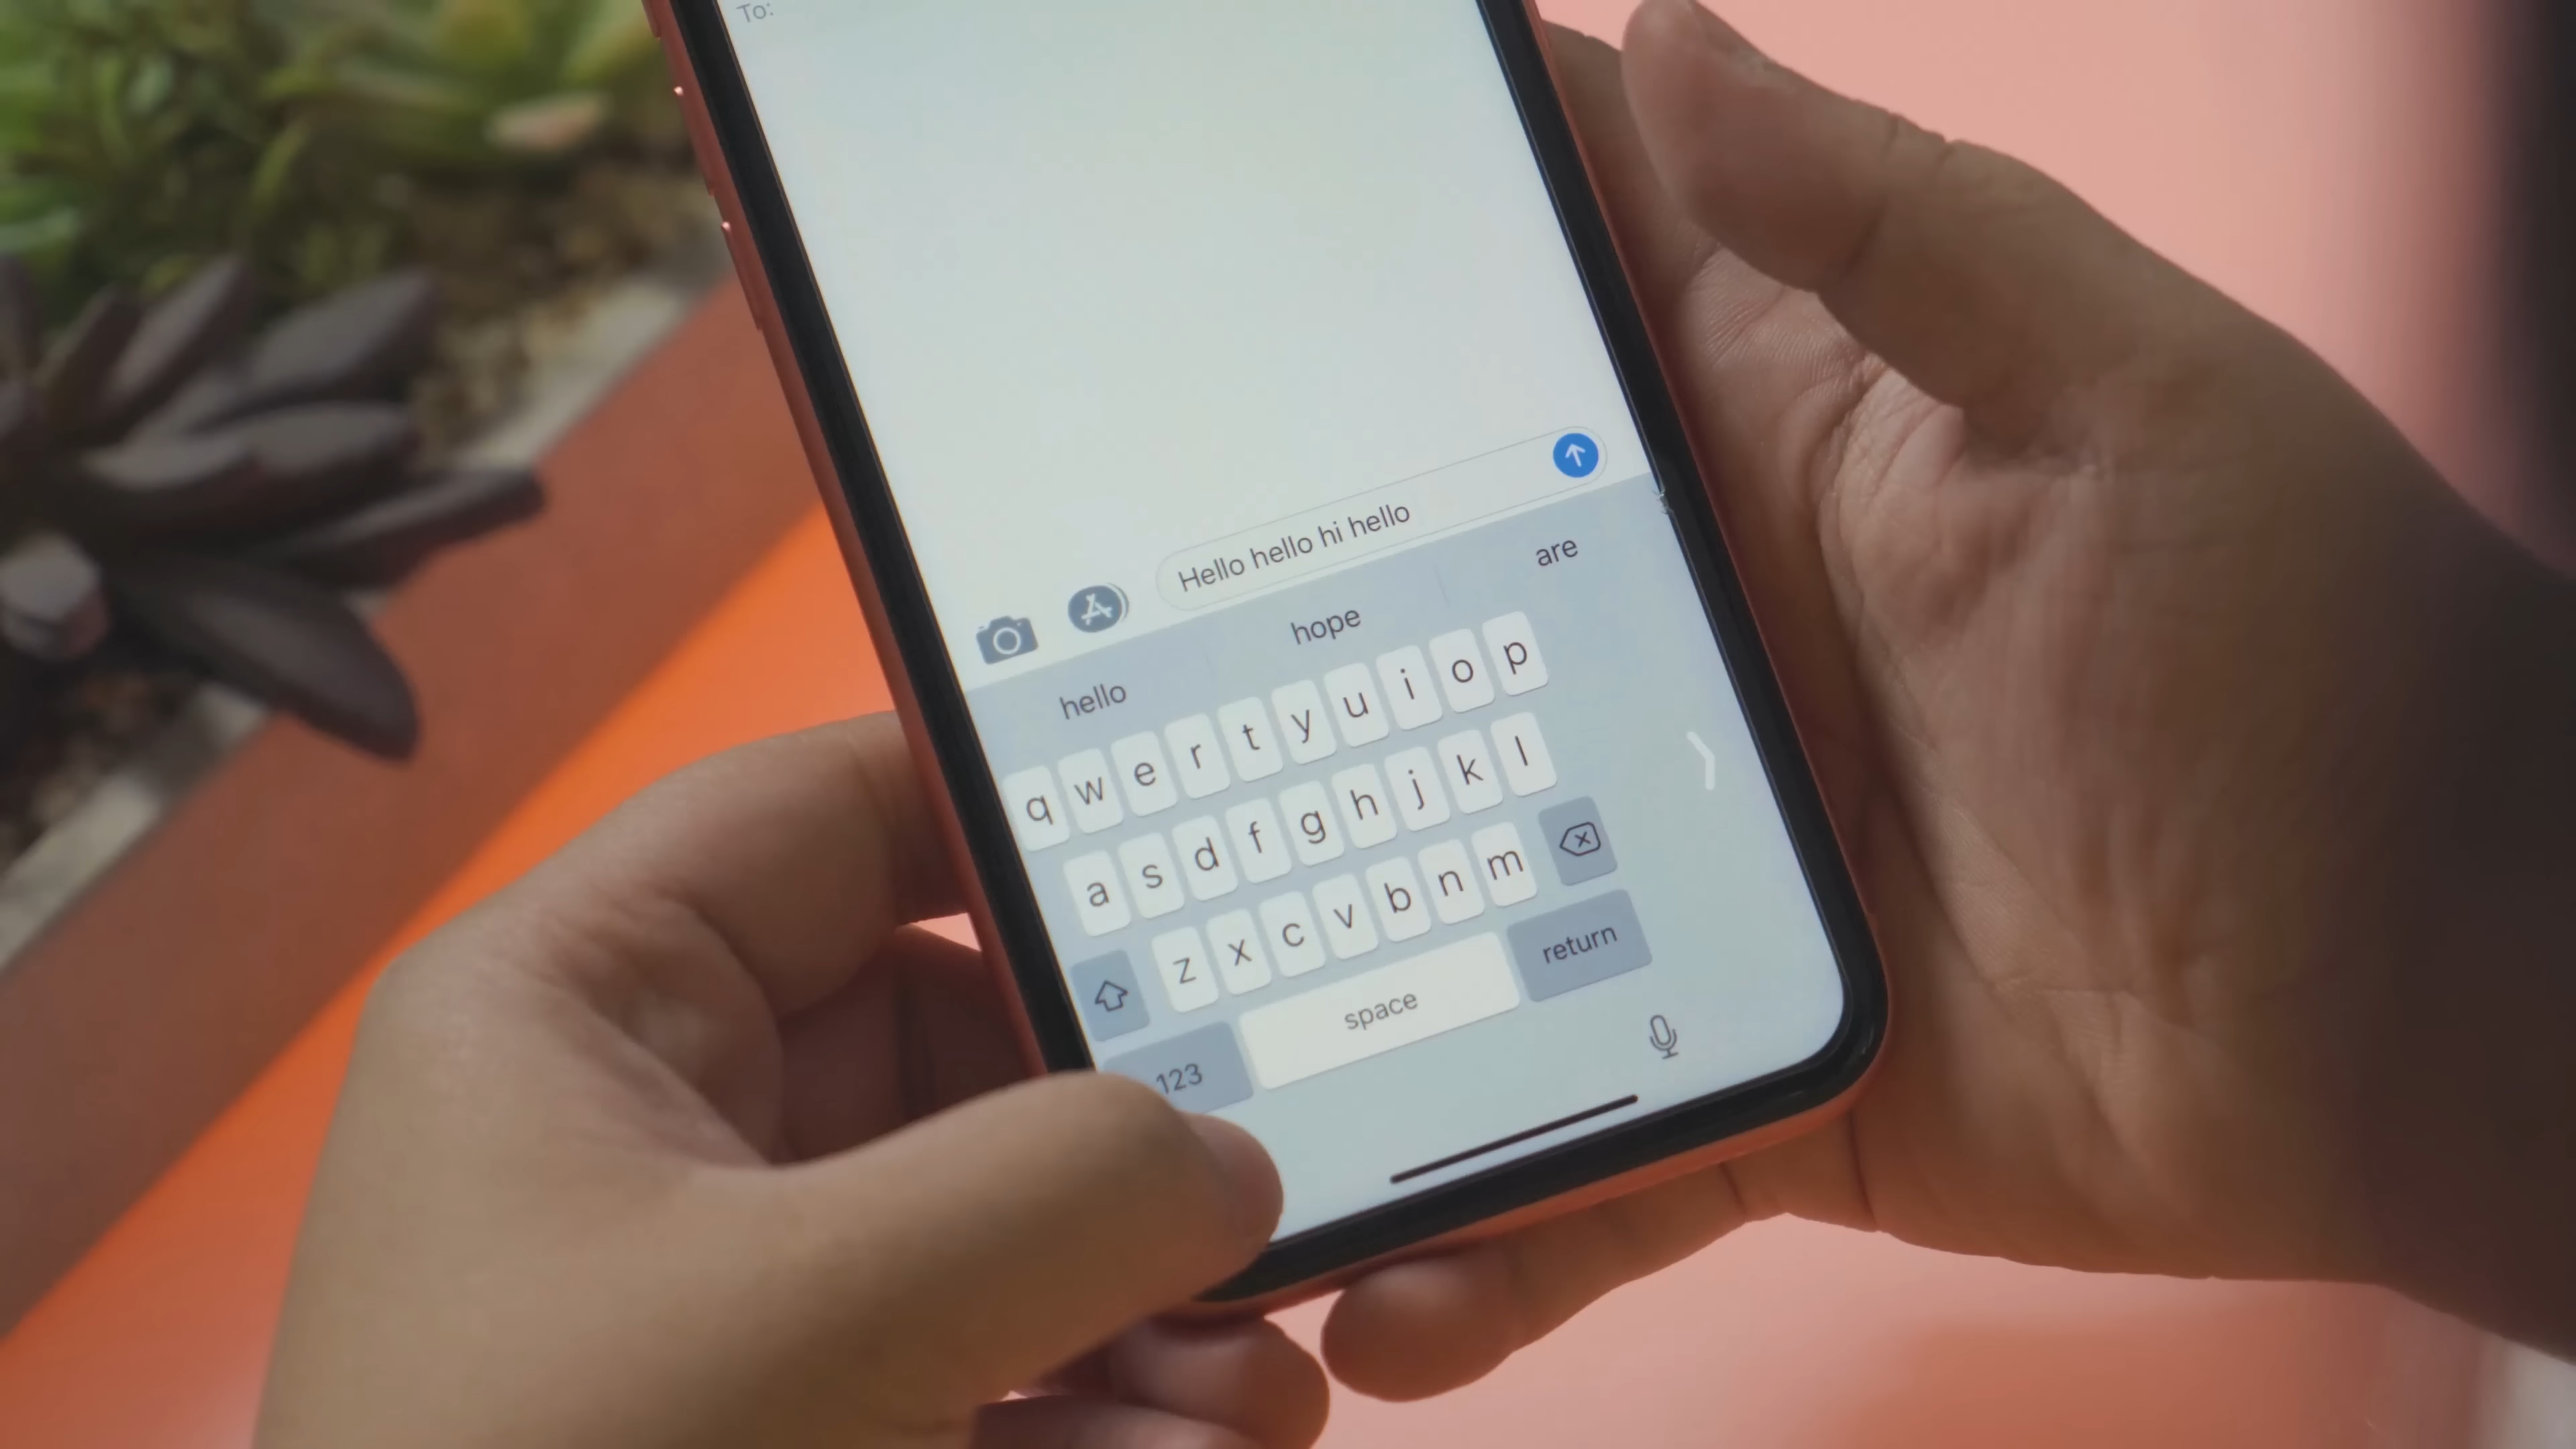 To:
Hello hello hi hello
hello hope are
q w e r t y u i o p
a s d f g h j k l
z x c v b n m
123 space return